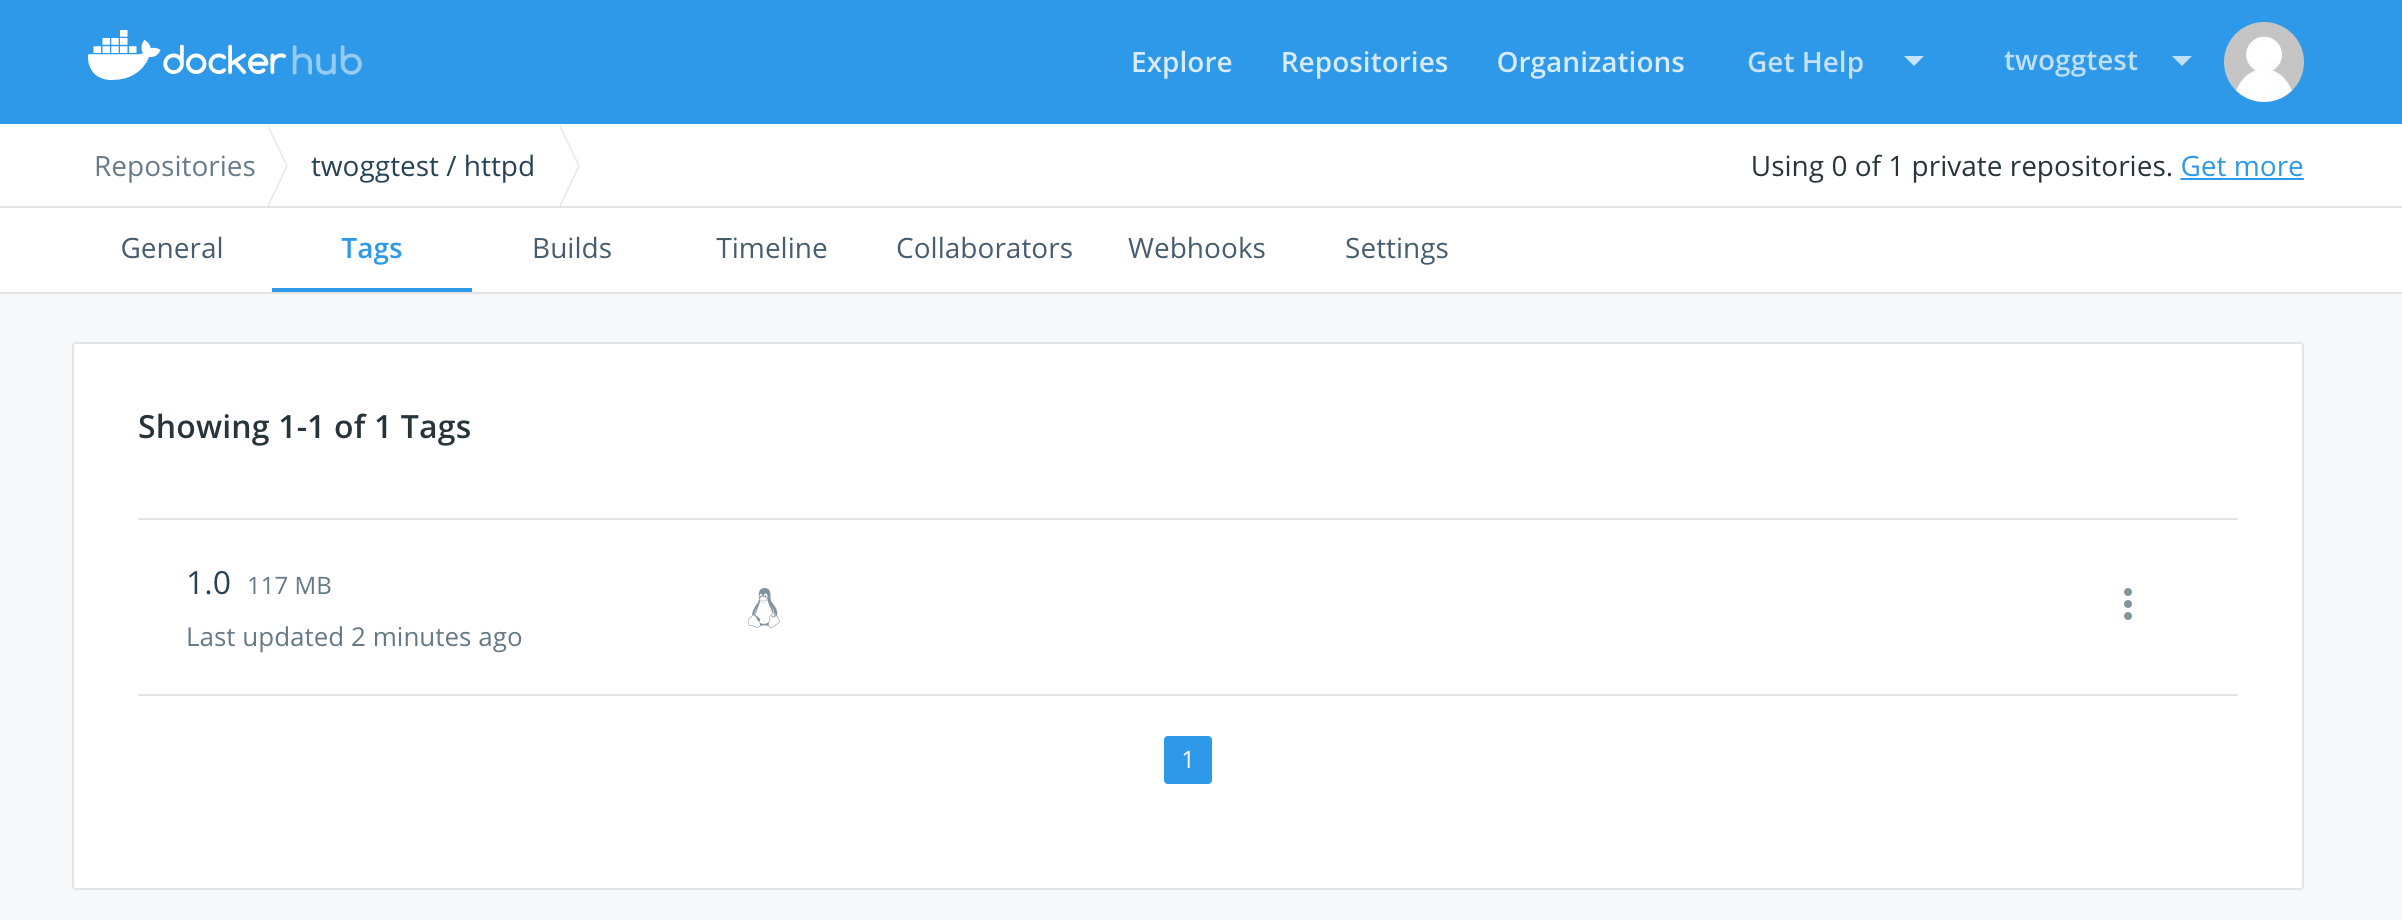 docker hub
Explore Repositories Organizations Get Help twoggtest
Repositories twoggtest / httpd Using 0 of 1 private repositories. Get more
General Tags Builds Timeline Collaborators Webhooks Settings
Showing 1-1 of 1 Tags
1.0 117 MB
Last updated 2 minutes ago
1